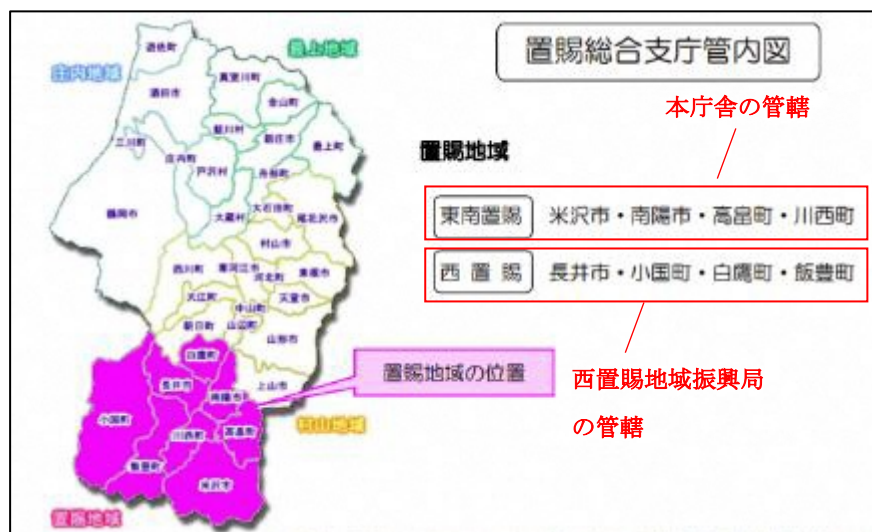 置賜総合支庁管内図
本庁舎の管轄
置賜地域
東南置賜 米沢市・南陽市・高畠町・川西町
西置賜 長井市・小国町・白鷹町・飯豊町
西置賜地域振興局
の管轄
置賜地域の位置
庄内地域
最上地域
村山地域
置賜地域
遊佐町
酒田市
真室川町
金山町
鮭川村
新庄市
最上町
三川町
庄内町
戸沢村
舟形町
鶴岡市
大蔵村
大石田町
尾花沢市
村山市
西川町
寒河江市
河北町
東根市
大江町
中山町
天童市
朝日町
山辺町
山形市
上山市
白鷹町
長井市
南陽市
小国町
川西町
高畠町
飯豊町
米沢市